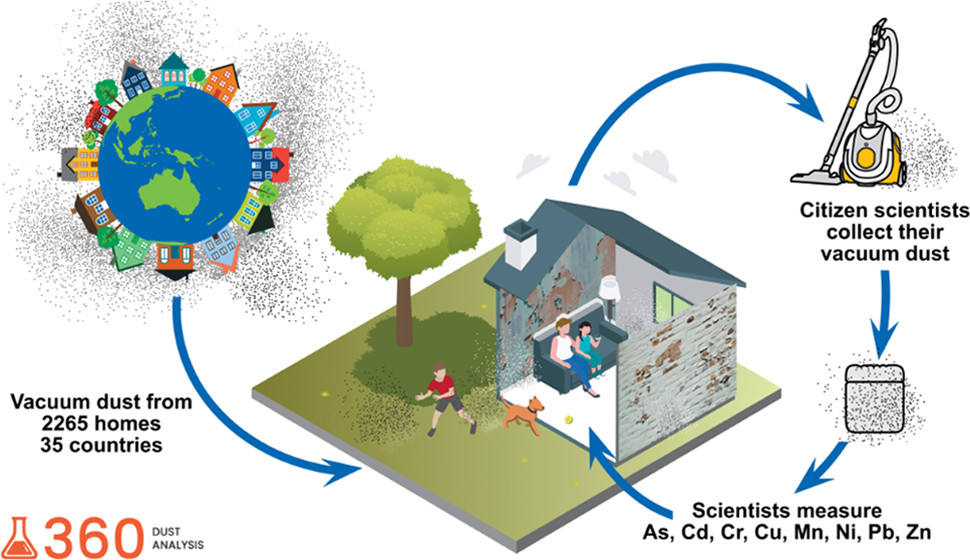 Vacuum dust from
2265 homes
35 countries
Citizen scientists
collect their
vacuum dust
Scientists measure
As, Cd, Cr, Cu, Mn, Ni, Pb, Zn
360 DUST
ANALYSIS